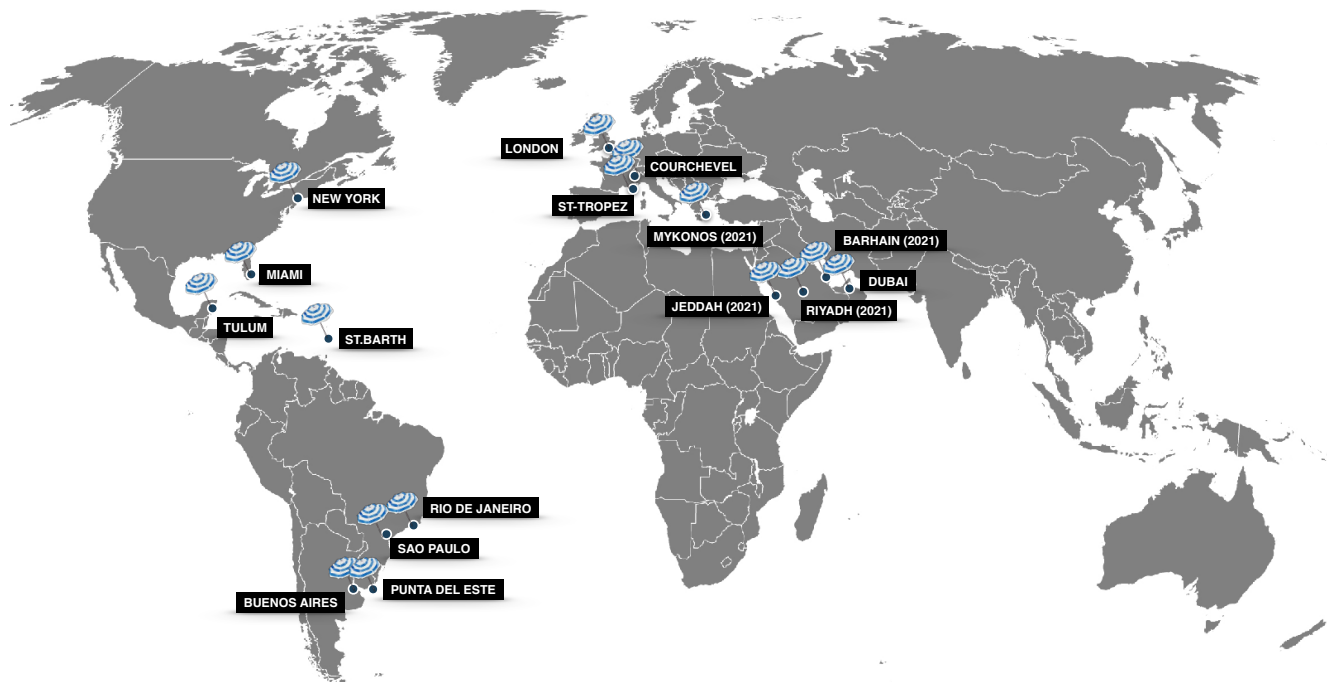 LONDON
COURCHEVEL
NEW YORK
ST-TROPEZ
MYKONOS (2021)
BARHAIN (2021)
MIAMI
DUBAI
JEDDAH (2021)
RIYADH (2021)
TULUM
ST.BARTH
RIO DE JANEIRO
SAO PAULO
PUNTA DEL ESTE
BUENOS AIRES